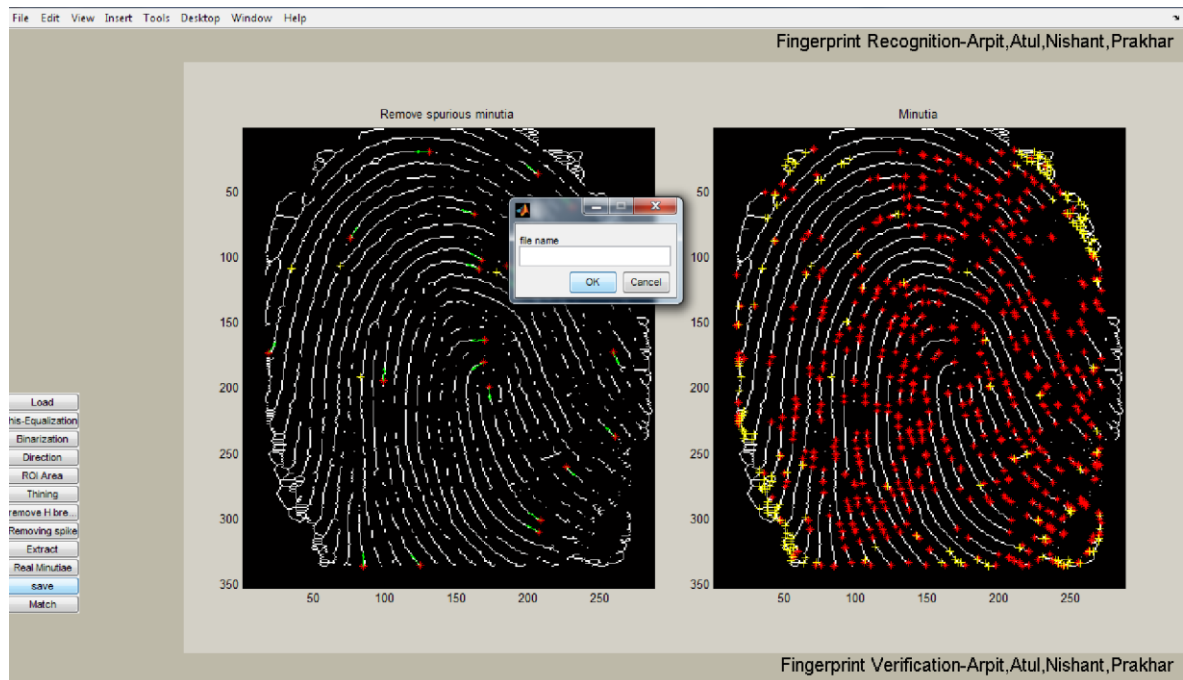 File Edit View Insert Tools Desktop Window Help
Fingerprint Recognition-Arpit,Atul,Nishant,Prakhar
Remove spurious minutia
Minutia
50
100
150
200
250
300
350
50 100 150 200 250
50
100
150
200
250
300
350
50 100 150 200 250
file name
OK Cancel
Load
his-Equalization
Binarization
Direction
ROI Area
Thining
remove H bre...
Removing spike
Extract
Real Minutiae
save
Match
Fingerprint Verification-Arpit,Atul,Nishant,Prakhar